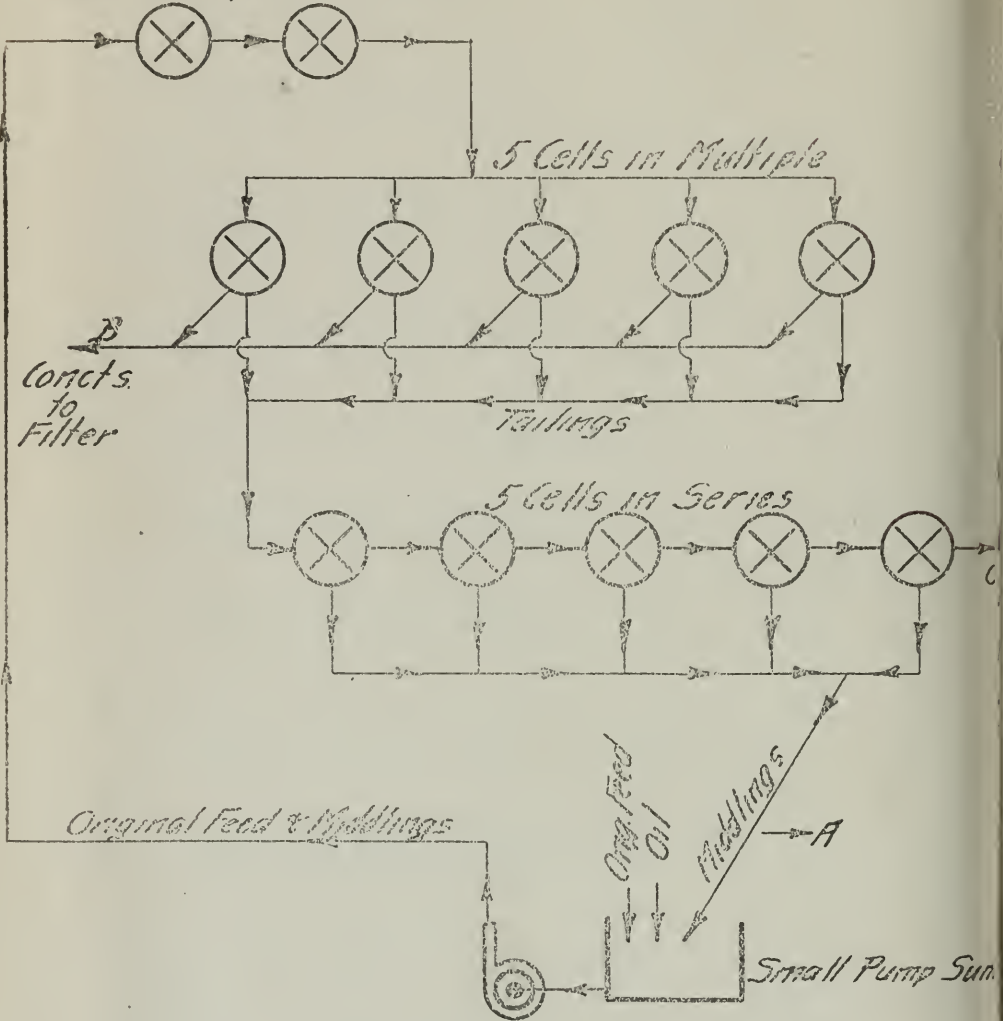 5 Cells in Multiple
B
Concts.
to
Filter
Tailings
5 Cells in Series
C
Original Feed & Middlings
Orig. Feed
Oil
Middlings
A
Small Pump Sum